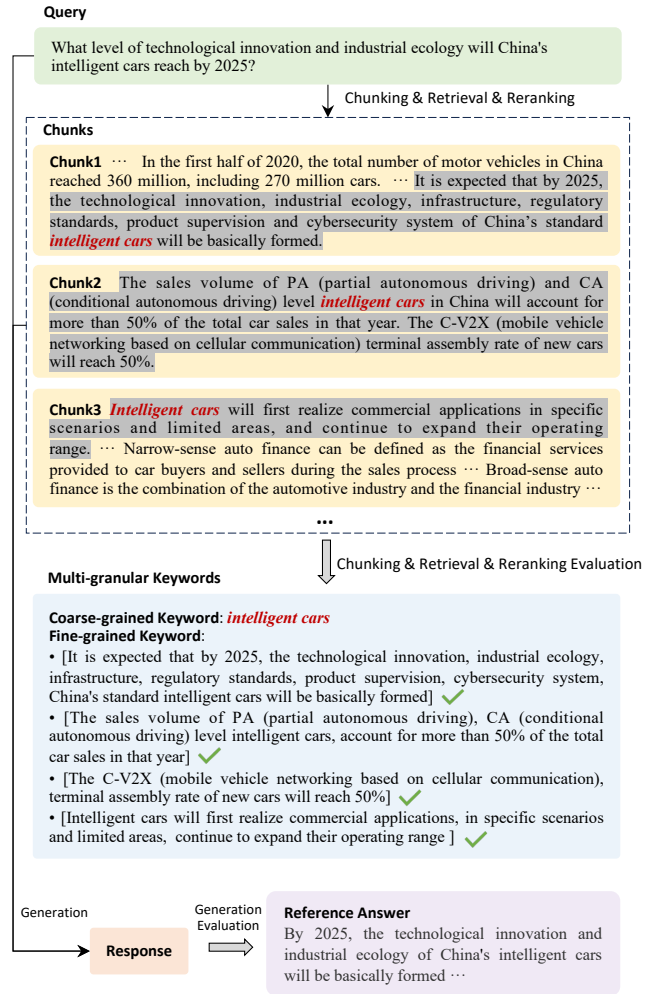 Query
What level of technological innovation and industrial ecology will China's
intelligent cars reach by 2025?
Chunking & Retrieval & Reranking
Chunks
Chunk1 ··· In the first half of 2020, the total number of motor vehicles in China
reached 360 million, including 270 million cars. ··· It is expected that by 2025,
the technological innovation, industrial ecology, infrastructure, regulatory
standards, product supervision and cybersecurity system of China's standard
intelligent cars will be basically formed.
Chunk2 The sales volume of PA (partial autonomous driving) and CA
(conditional autonomous driving) level intelligent cars in China will account for
more than 50% of the total car sales in that year. The C-V2X (mobile vehicle
networking based on cellular communication) terminal assembly rate of new cars
will reach 50%.
Chunk3 Intelligent cars will first realize commercial applications in specific
scenarios and limited areas, and continue to expand their operating
range. ··· Narrow-sense auto finance can be defined as the financial services
provided to car buyers and sellers during the sales process ··· Broad-sense auto
finance is the combination of the automotive industry and the financial industry ···
...
Chunking & Retrieval & Reranking Evaluation
Multi-granular Keywords
Coarse-grained Keyword: intelligent cars
Fine-grained Keyword:
• [It is expected that by 2025, the technological innovation, industrial ecology,
infrastructure, regulatory standards, product supervision, cybersecurity system,
China's standard intelligent cars will be basically formed]
• [The sales volume of PA (partial autonomous driving), CA (conditional
autonomous driving) level intelligent cars, account for more than 50% of the total
car sales in that year]
• [The C-V2X (mobile vehicle networking based on cellular communication),
terminal assembly rate of new cars will reach 50%]
• [Intelligent cars will first realize commercial applications, in specific scenarios
and limited areas, continue to expand their operating range ]
Generation
Response
Generation
Evaluation
Reference Answer
By 2025, the technological innovation and
industrial ecology of China's intelligent cars
will be basically formed ···